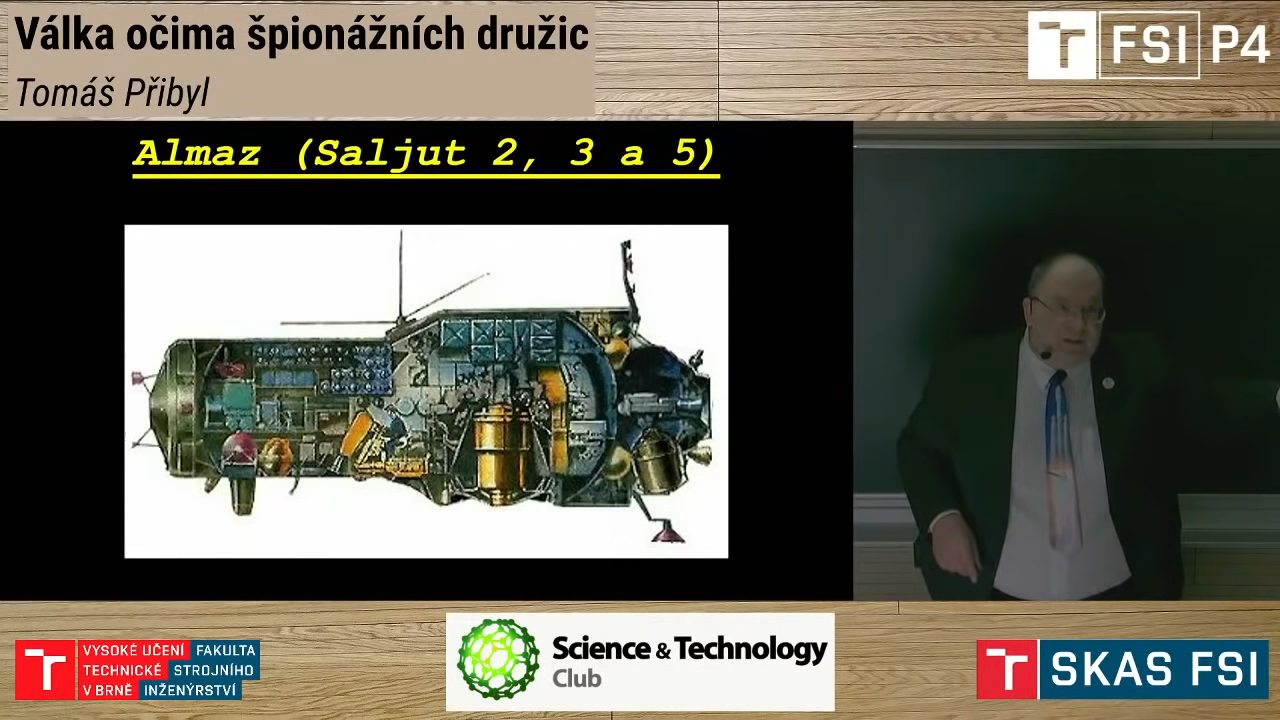 Válka očima špionážních družic
Tomáš Přibyl
FSI P4
Almaz (Saljut 2, 3 a 5)
VYSOKÉ UČENÍ FAKULTA
TECHNICKÉ STROJNÍHO
V BRNĚ INŽENÝRSTVÍ
Science & Technology
Club
SKAS FSI